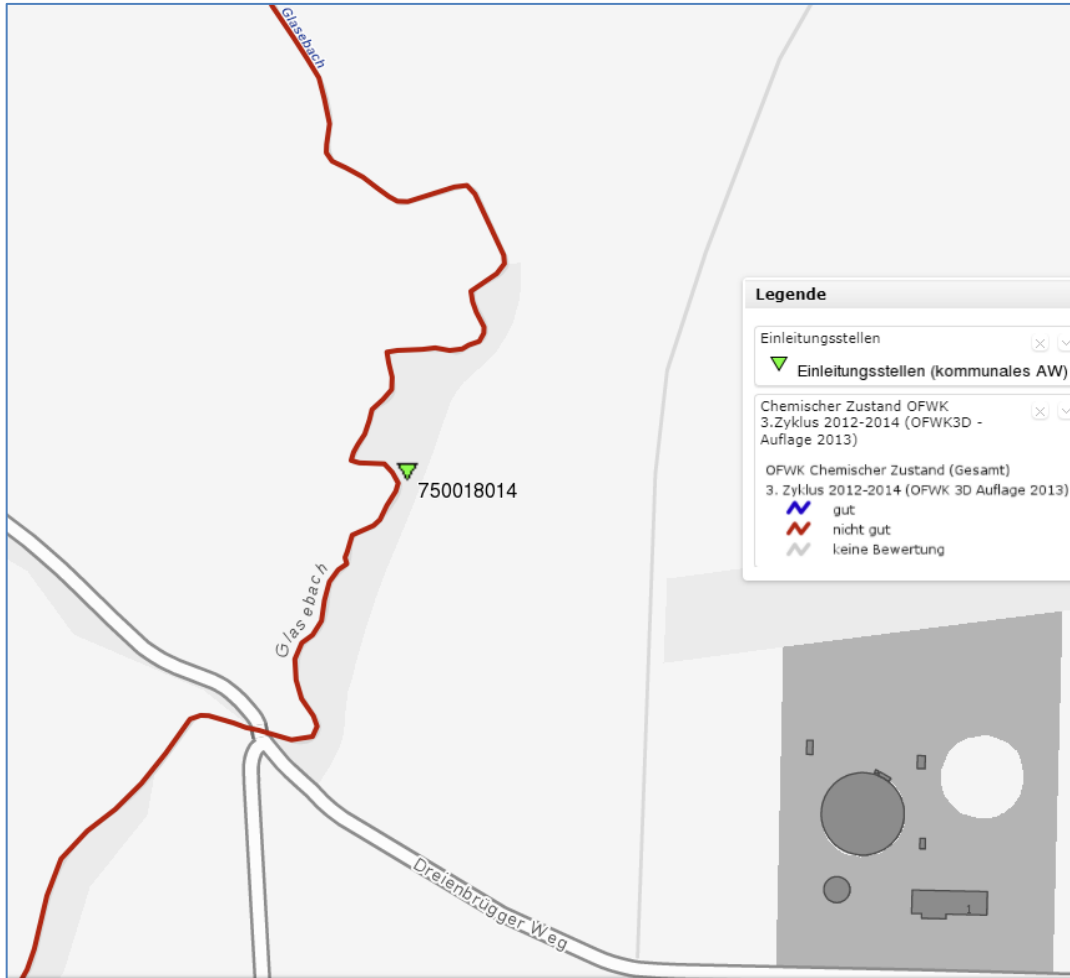 Glasebach
Legende
Einleitungsstellen
Einleitungsstellen (kommunales AW)
Chemischer Zustand OFWK
3.Zyklus 2012-2014 (OFWK3D -
Auflage 2013)
OFWK Chemischer Zustand (Gesamt)
3. Zyklus 2012-2014 (OFWK 3D Auflage 2013)
gut
nicht gut
keine Bewertung
750018014
Glasebach
Dreienbrügger Weg
1